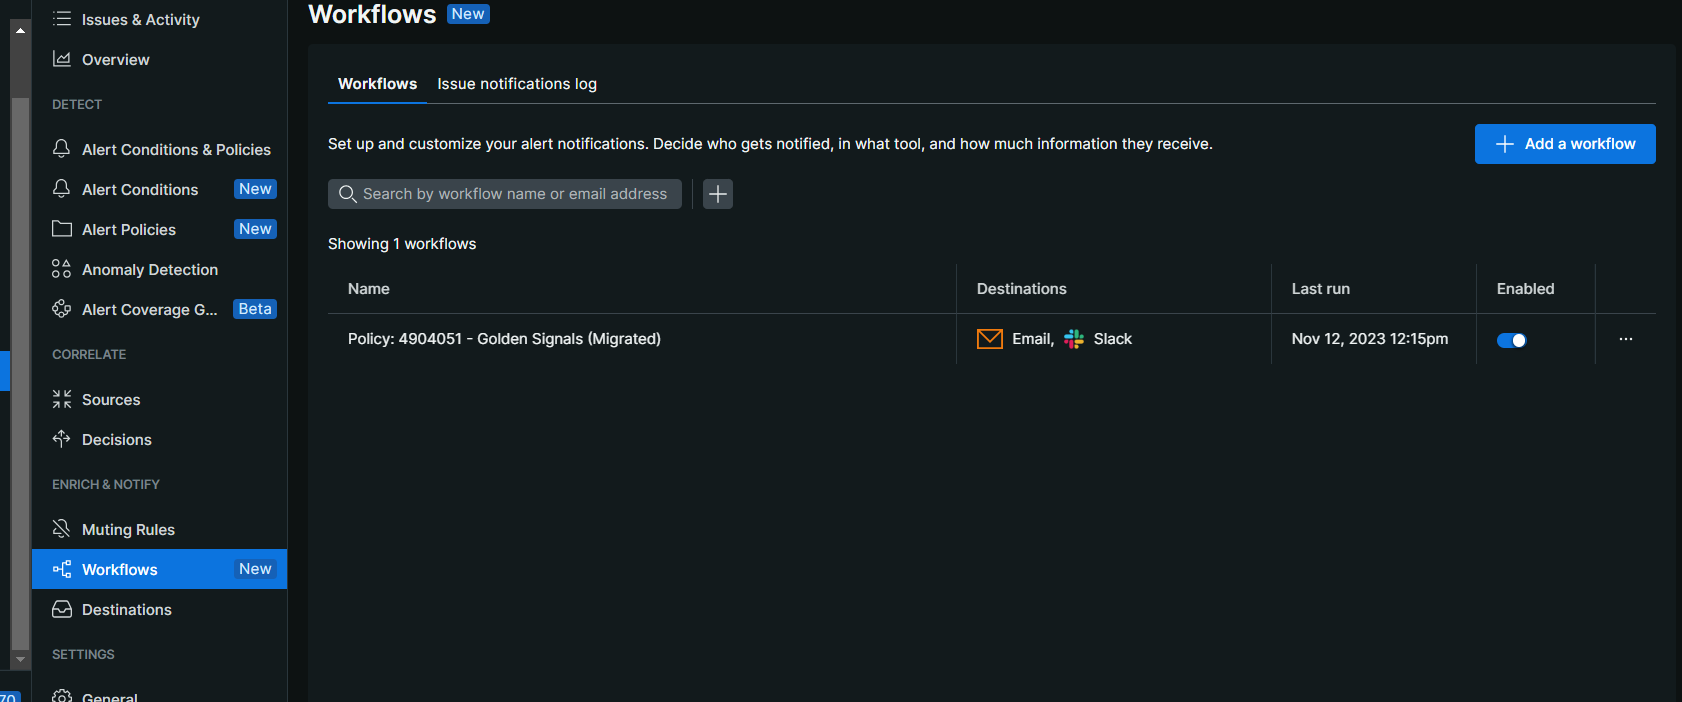 Issues & Activity
Overview
DETECT
Alert Conditions & Policies
Alert Conditions New
Alert Policies New
Anomaly Detection
Alert Coverage G... Beta
CORRELATE
Sources
Decisions
ENRICH & NOTIFY
Muting Rules
Workflows New
Destinations
SETTINGS
General
70
Workflows New
Workflows Issue notifications log
Set up and customize your alert notifications. Decide who gets notified, in what tool, and how much information they receive.
Add a workflow
Search by workflow name or email address
Showing 1 workflows
Name Destinations Last run Enabled
Policy: 4904051 - Golden Signals (Migrated) Email, Slack Nov 12, 2023 12:15pm